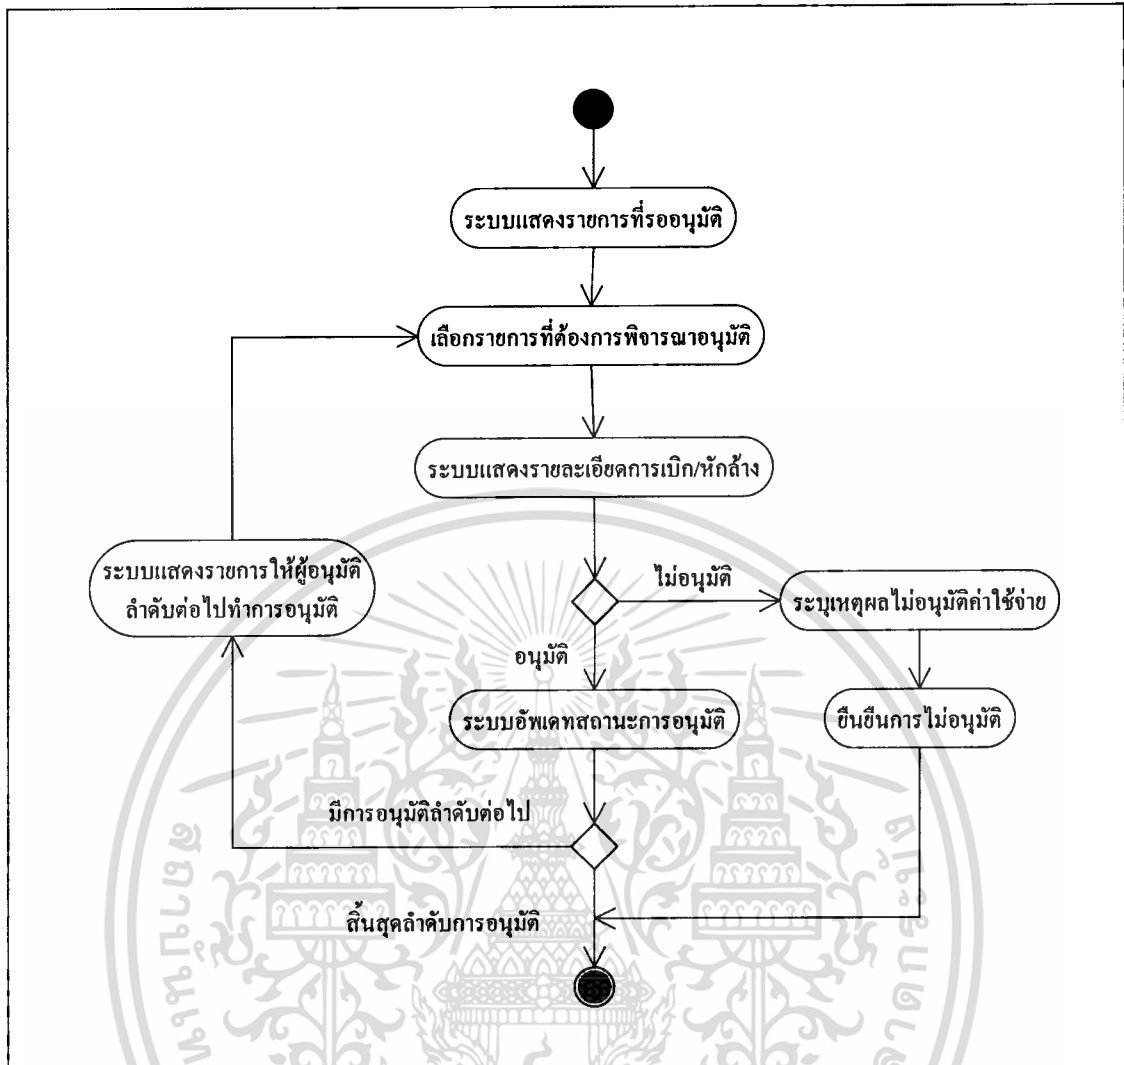 ระบบแสดงรายการที่รออนุมัติ
เลือกรายการที่ต้องการพิจารณาอนุมัติ
ระบบแสดงรายละเอียดการเบิก/หักล้าง
ระบบแสดงรายการให้ผู้อนุมัติ
ลำดับต่อไปทำการอนุมัติ
ไม่อนุมัติ
ระบุเหตุผลไม่อนุมัติค่าใช้จ่าย
อนุมัติ
ระบบอัพเดทสถานะการอนุมัติ
ยืนยันการไม่อนุมัติ
มีการอนุมัติลำดับต่อไป
สิ้นสุดลำดับการอนุมัติ